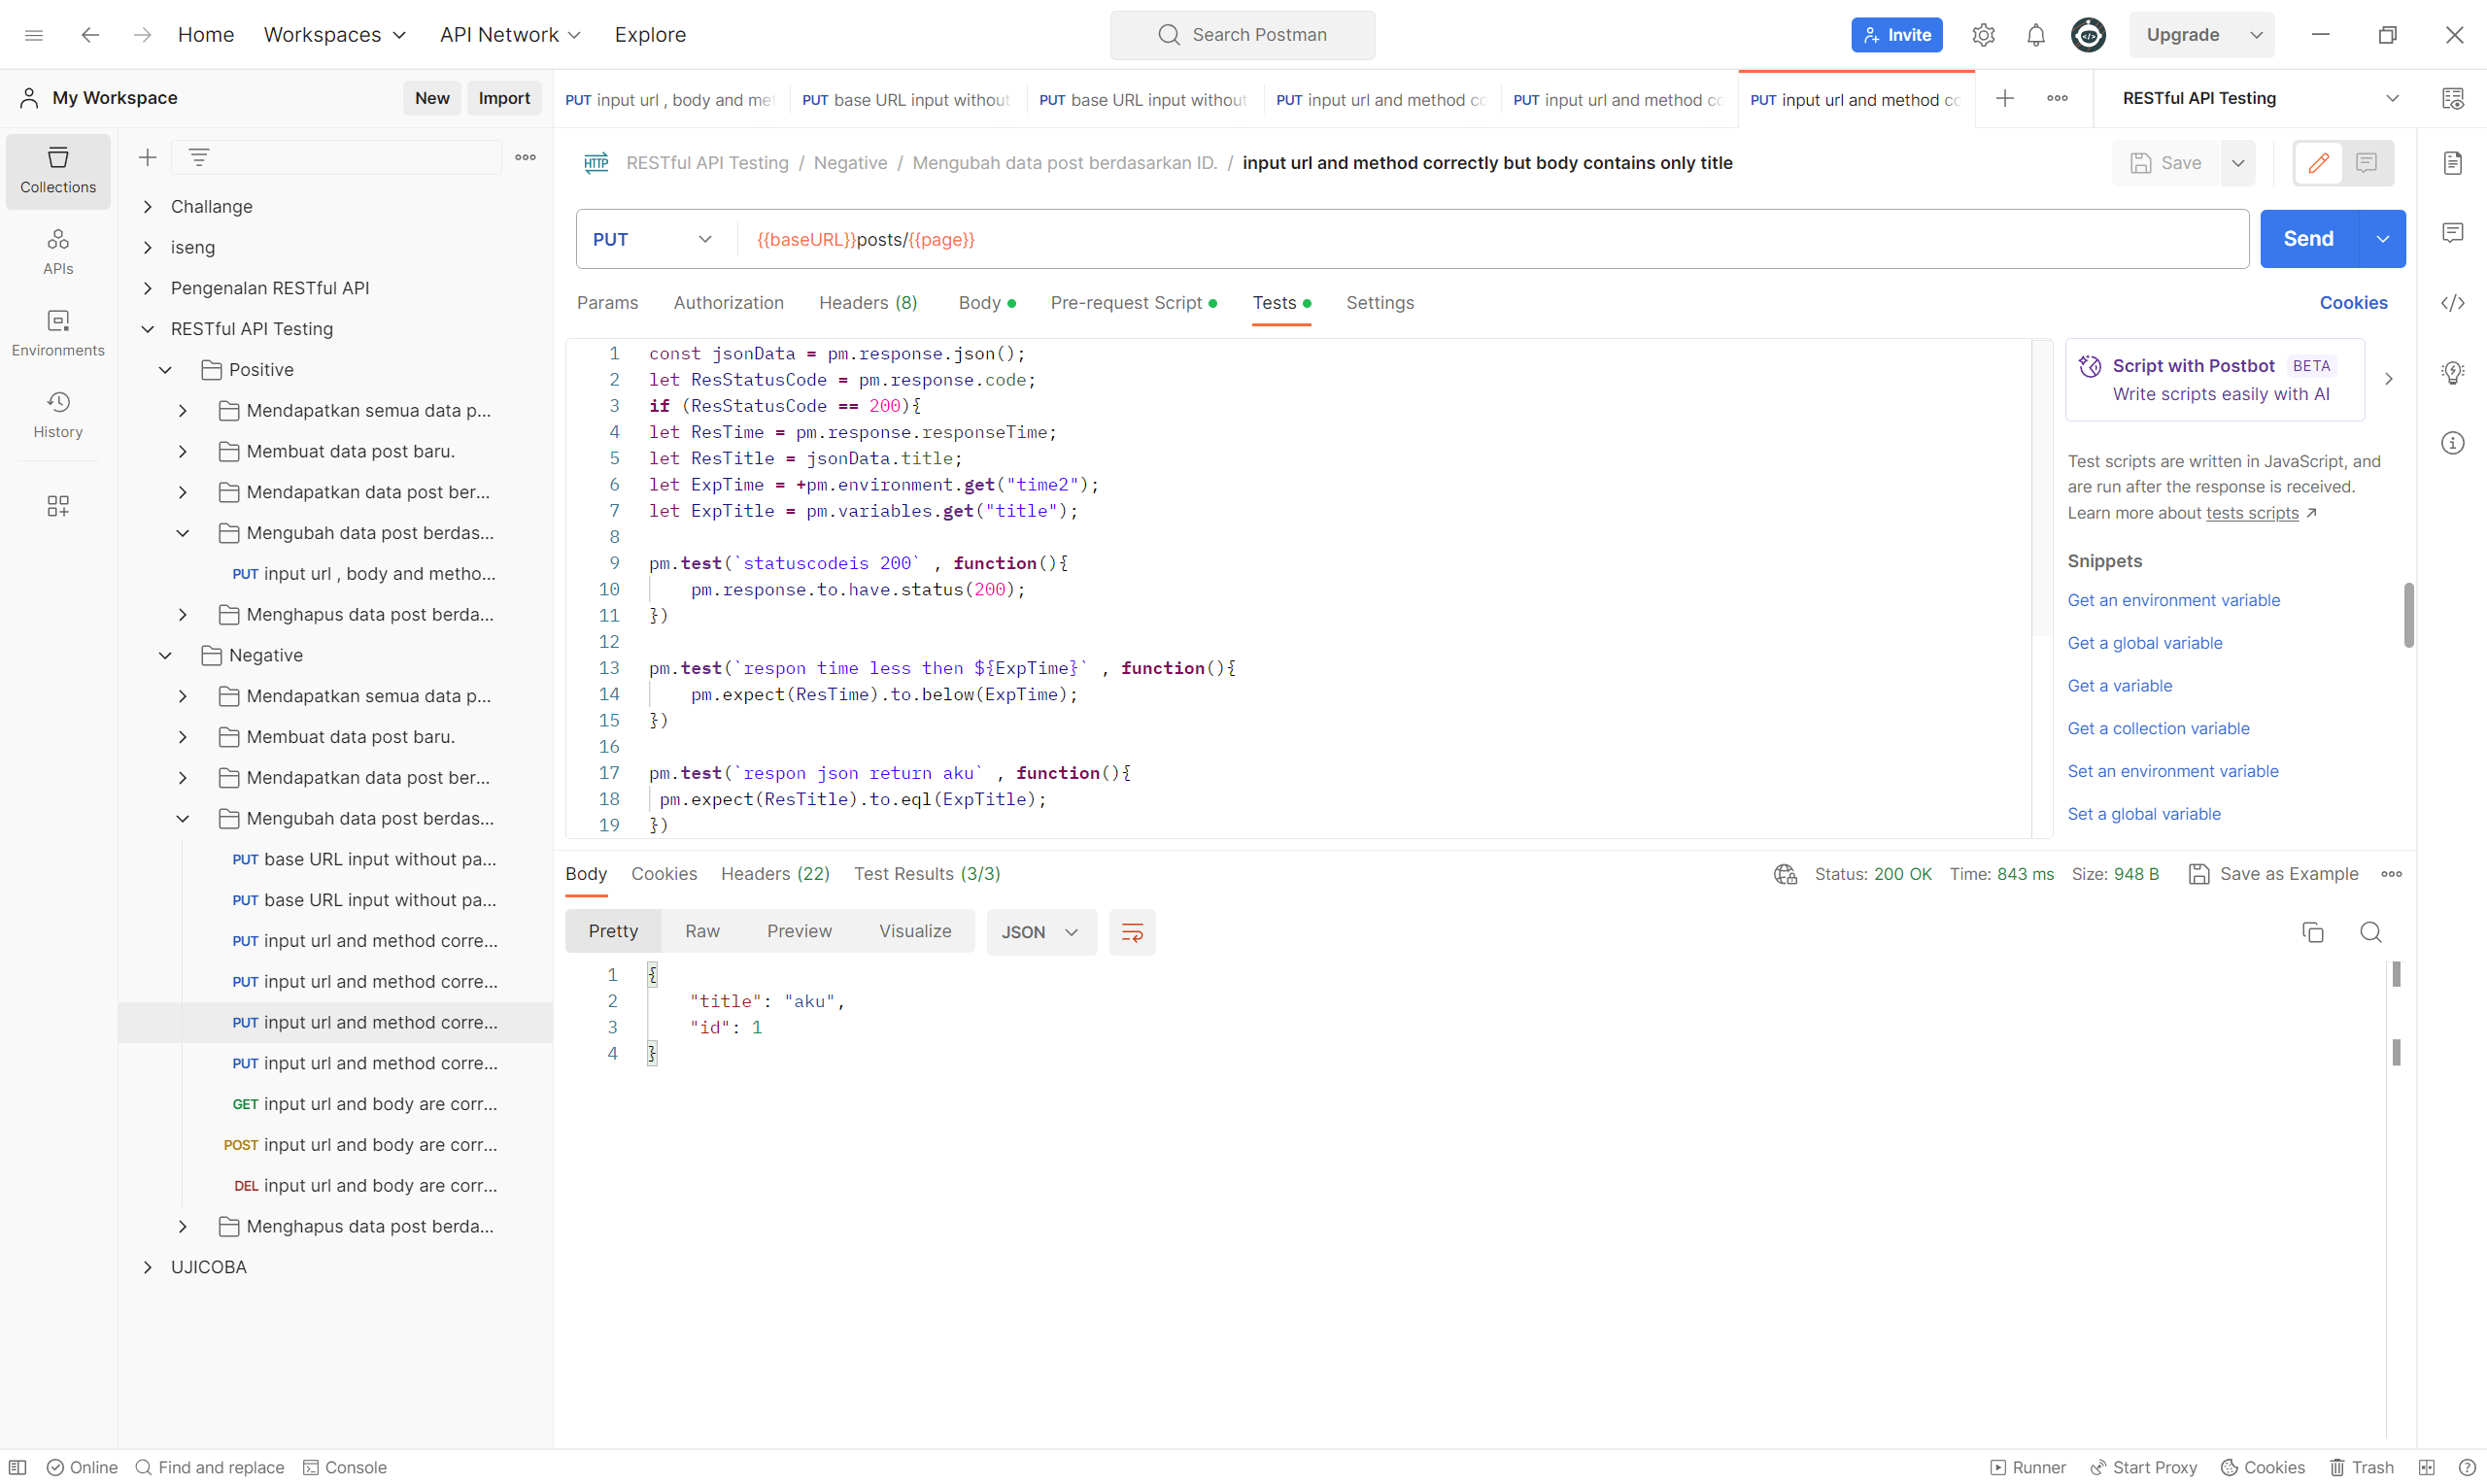 Home Workspaces API Network Explore Search Postman Invite Upgrade
My Workspace New Import
PUT input url , body and me PUT base URL input without PUT base URL input without PUT input url and method co PUT input url and method co PUT input url and method co RESTful API Testing
Collections
APIs
Environments
History
Challange
iseng
Pengenalan RESTful API
RESTful API Testing
Positive
Mendapatkan semua data p...
Membuat data post baru.
Mendapatkan data post ber...
Mengubah data post berdas...
PUT input url , body and metho...
Menghapus data post berda...
Negative
Mendapatkan semua data p...
Membuat data post baru.
Mendapatkan data post ber...
Mengubah data post berdas...
PUT base URL input without pa...
PUT base URL input without pa...
PUT input url and method corre...
PUT input url and method corre...
PUT input url and method corre...
PUT input url and method corre...
GET input url and body are corr...
POST input url and body are corr...
DEL input url and body are corr...
Menghapus data post berda...
UJICOBA
HTTP RESTful API Testing / Negative / Mengubah data post berdasarkan ID. / input url and method correctly but body contains only title Save
PUT {{baseURL}}posts/{{page}} Send
Params Authorization Headers (8) Body Pre-request Script Tests Settings Cookies
1 const jsonData = pm.response.json();
2 let ResStatusCode = pm.response.code;
3 if (ResStatusCode == 200){
4 let ResTime = pm.response.responseTime;
5 let ResTitle = jsonData.title;
6 let ExpTime = +pm.environment.get("time2");
7 let ExpTitle = pm.variables.get("title");
8
9 pm.test(`statuscodeis 200` , function(){
10 pm.response.to.have.status(200);
11 })
12
13 pm.test(`respon time less then ${ExpTime}` , function(){
14 pm.expect(ResTime).to.below(ExpTime);
15 })
16
17 pm.test(`respon json return aku` , function(){
18 pm.expect(ResTitle).to.eql(ExpTitle);
19 })
Script with Postbot BETA
Write scripts easily with AI
Test scripts are written in JavaScript, and
are run after the response is received.
Learn more about tests scripts
Snippets
Get an environment variable
Get a global variable
Get a variable
Get a collection variable
Set an environment variable
Set a global variable
Body Cookies Headers (22) Test Results (3/3) Status: 200 OK Time: 843 ms Size: 948 B Save as Example
Pretty Raw Preview Visualize JSON
1 {
2 "title": "aku",
3 "id": 1
4 }
Online Find and replace Console Runner Start Proxy Cookies Trash